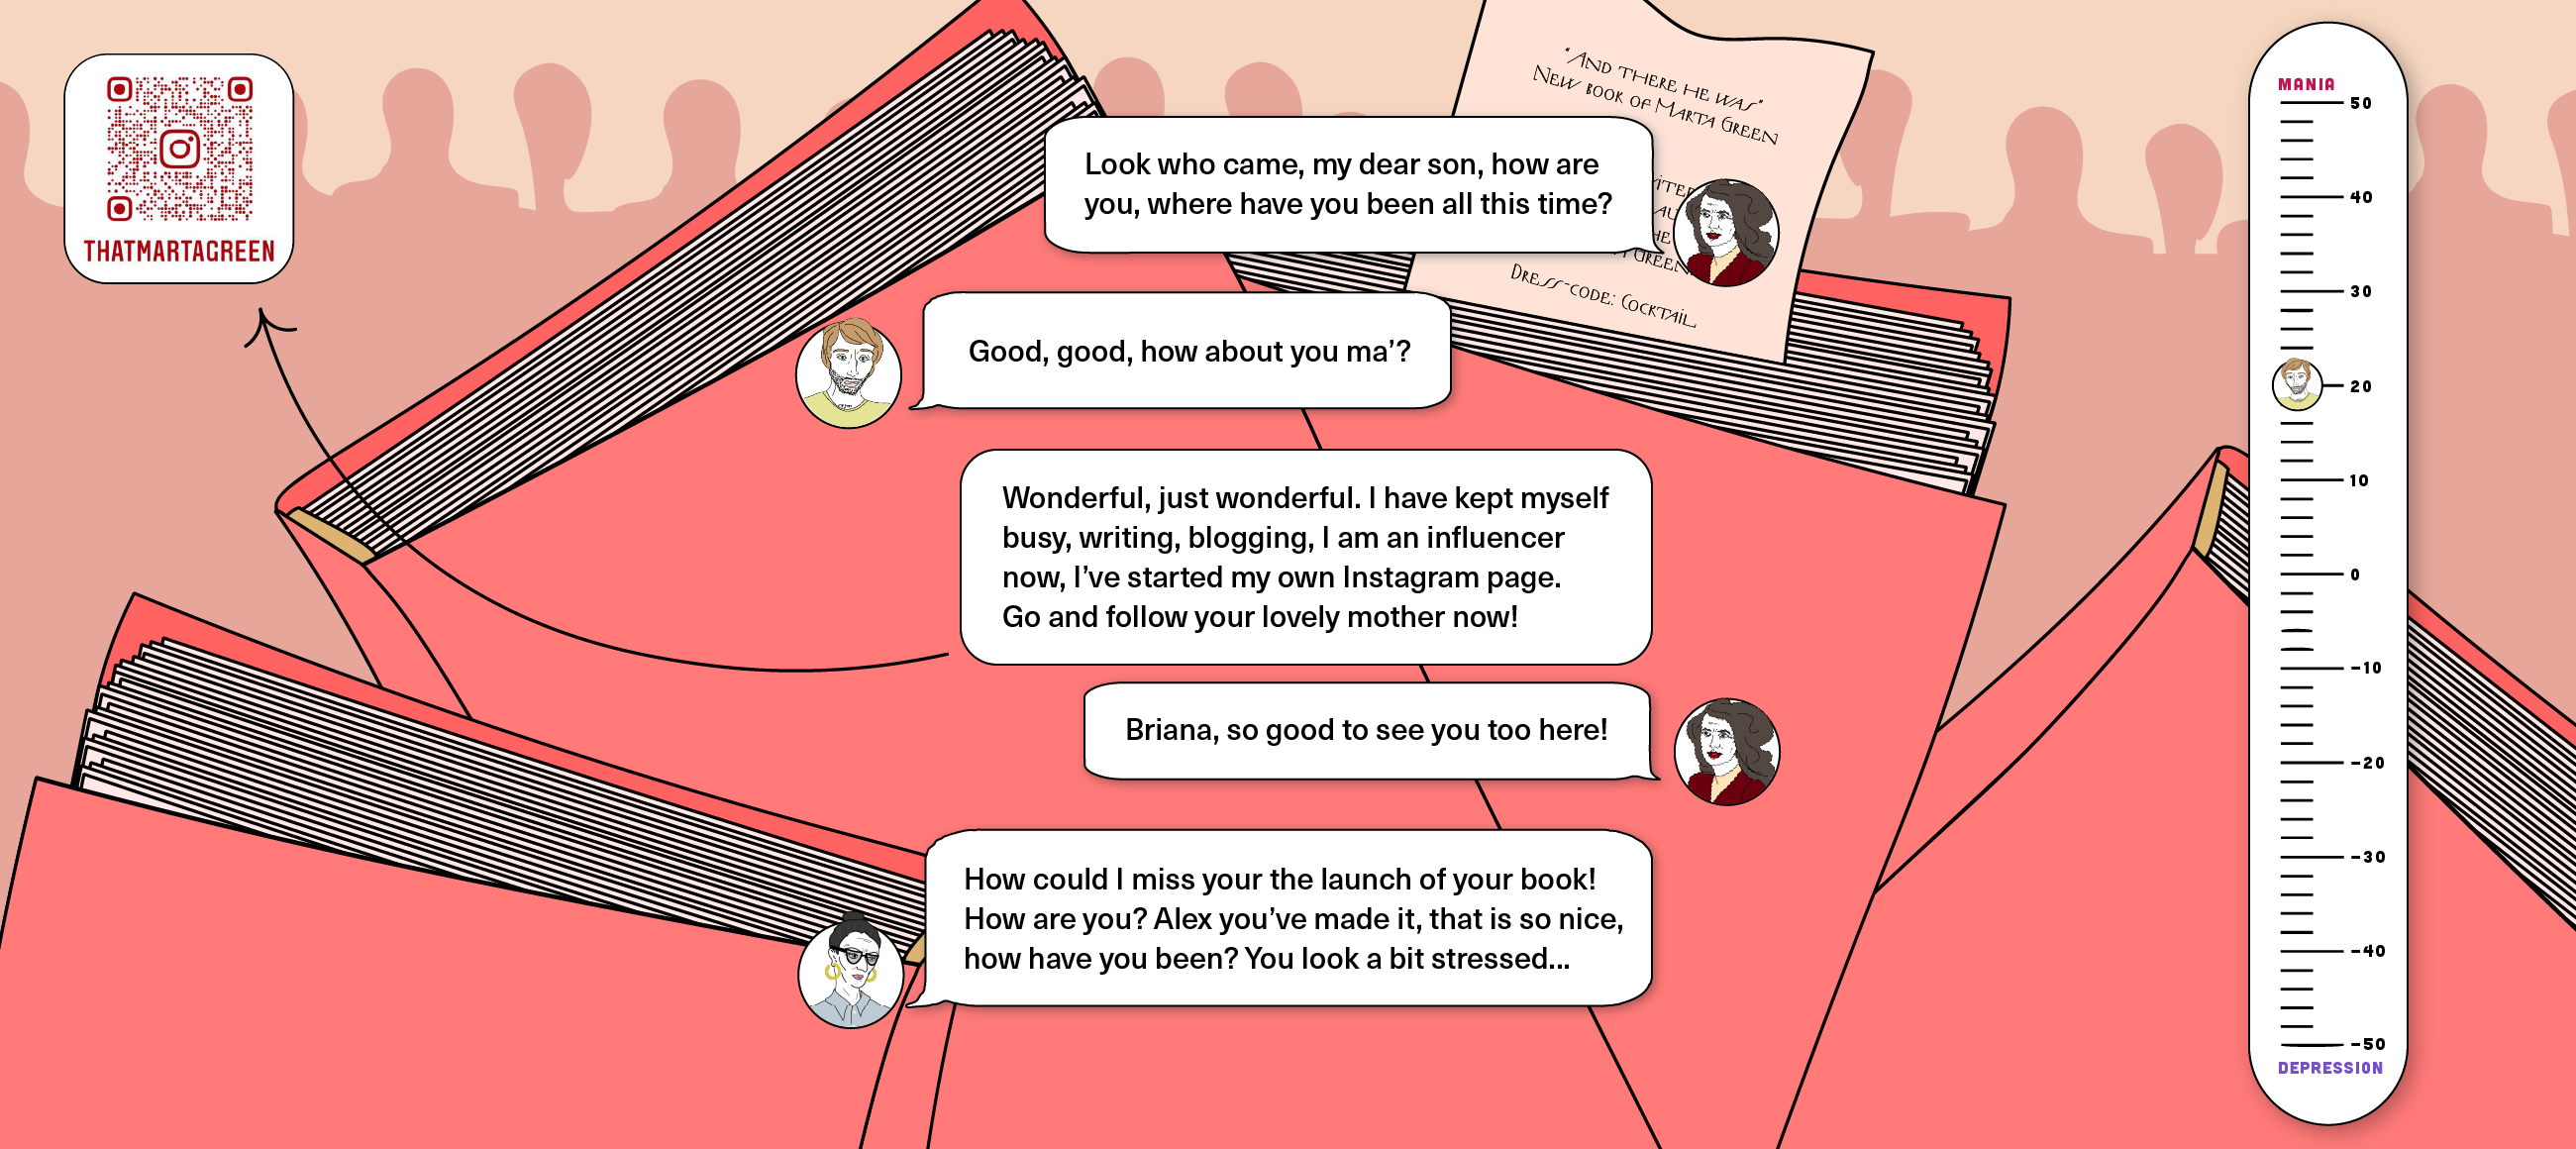 THATMARTAGREEN
"And there he was"
New book of Marta Green
Green
Dress-code: Cocktail
Look who came, my dear son, how are
you, where have you been all this time?
Good, good, how about you ma'?
Wonderful, just wonderful. I have kept myself
busy, writing, blogging, I am an influencer
now, I've started my own Instagram page.
Go and follow your lovely mother now!
Briana, so good to see you too here!
How could I miss your the launch of your book!
How are you? Alex you've made it, that is so nice,
how have you been? You look a bit stressed...
MANIA
50
40
30
20
10
0
-10
-20
-30
-40
-50
DEPRESSION